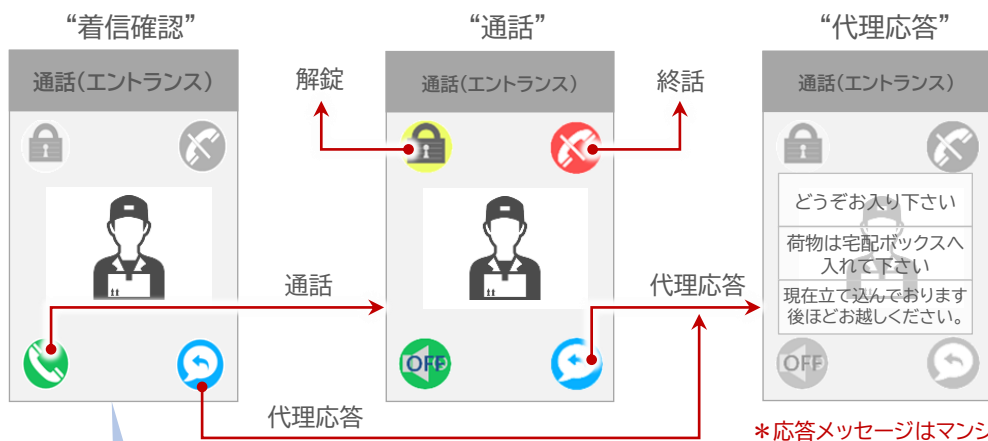 “着信確認”
“通話”
“代理応答”
通話(エントランス)
解錠
通話(エントランス)
終話
通話(エントランス)
どうぞお入り下さい
荷物は宅配ボックスへ
入れて下さい
現在立て込んでおります
後ほどお越しください。
通話
代理応答
OFF
OFF
代理応答
*応答メッセージはマンシ